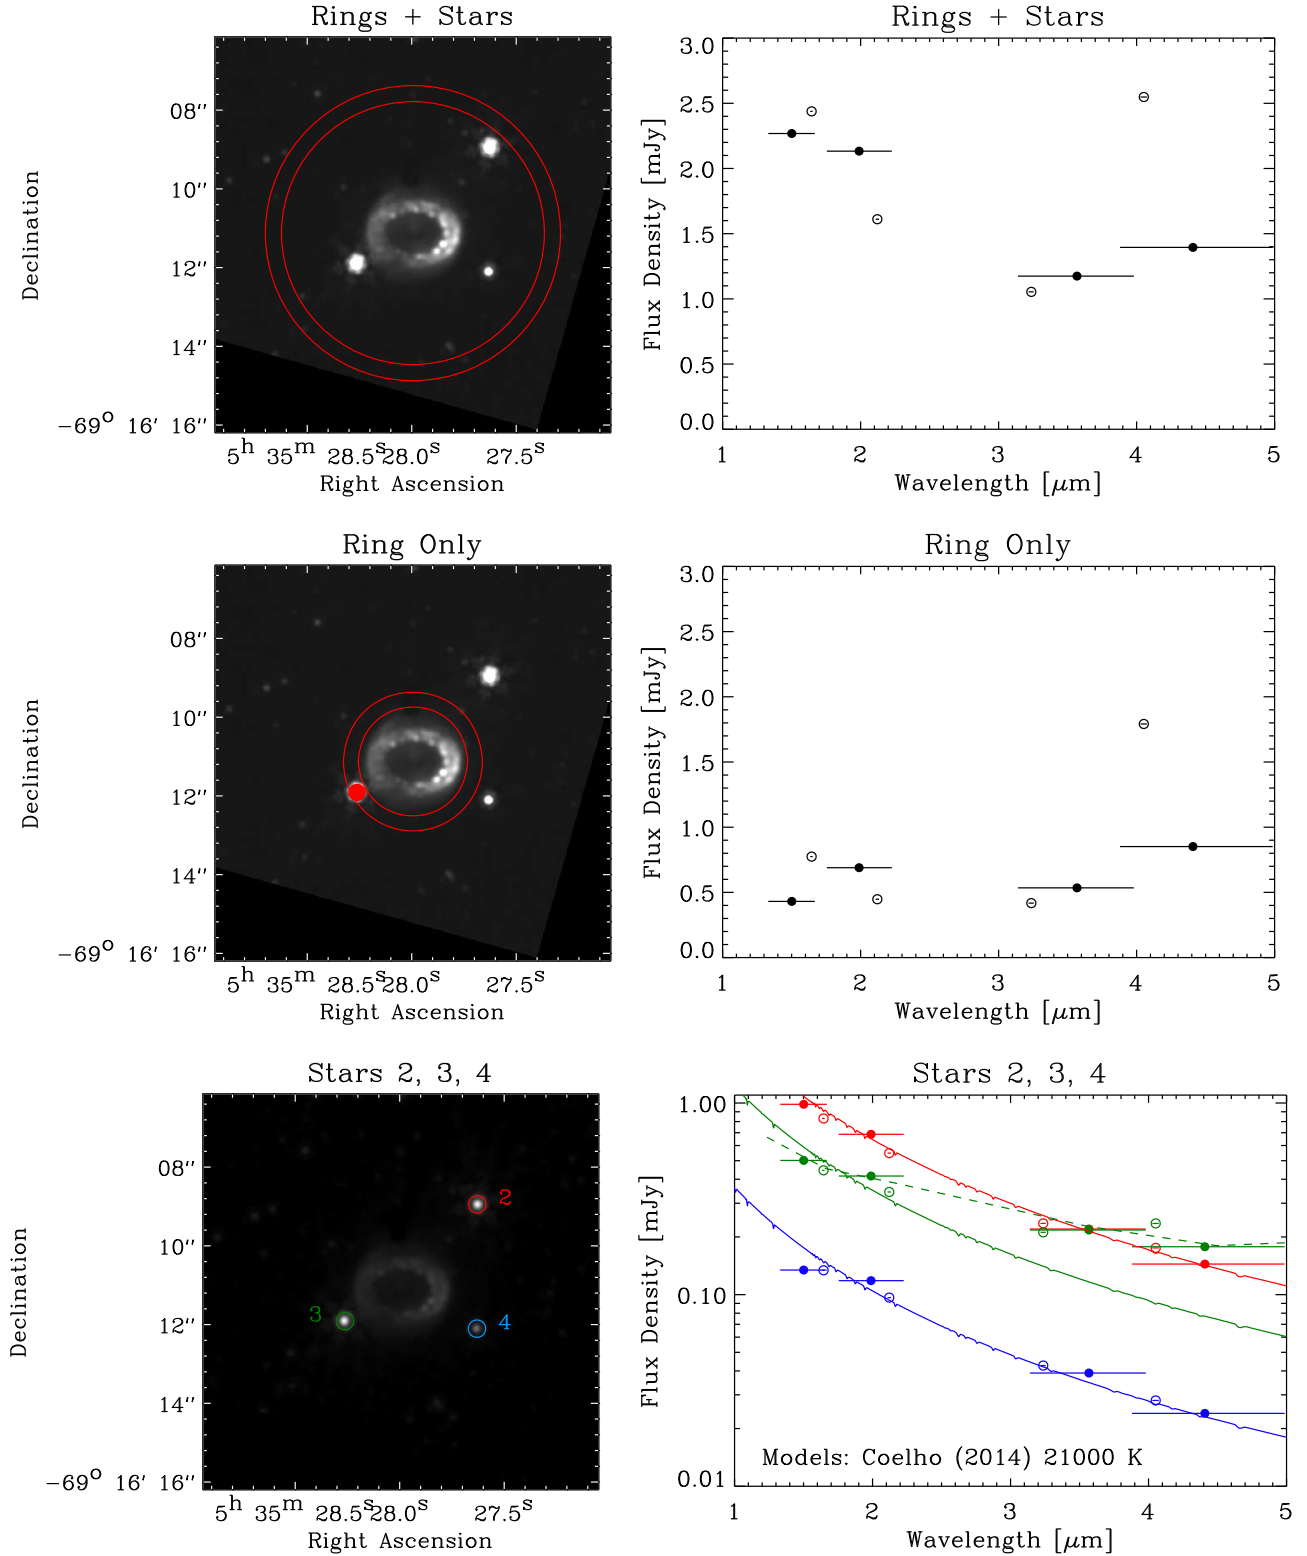 Rings + Stars
Declination
08″
10″
12″
14″
−69° 16′ 16″
5ʰ 35ᵐ 28.5ˢ 28.0ˢ 27.5ˢ
Right Ascension
Rings + Stars
Flux Density [mJy]
3.0
2.5
2.0
1.5
1.0
0.5
0.0
1 2 3 4 5
Wavelength [μm]
Ring Only
Declination
08″
10″
12″
14″
−69° 16′ 16″
5ʰ 35ᵐ 28.5ˢ 28.0ˢ 27.5ˢ
Right Ascension
Ring Only
Flux Density [mJy]
3.0
2.5
2.0
1.5
1.0
0.5
0.0
1 2 3 4 5
Wavelength [μm]
Stars 2, 3, 4
Declination
08″
10″
12″
14″
−69° 16′ 16″
2
3
4
5ʰ 35ᵐ 28.5ˢ 28.0ˢ 27.5ˢ
Right Ascension
Stars 2, 3, 4
Flux Density [mJy]
1.00
0.10
0.01
Models: Coelho (2014) 21000 K
1 2 3 4 5
Wavelength [μm]